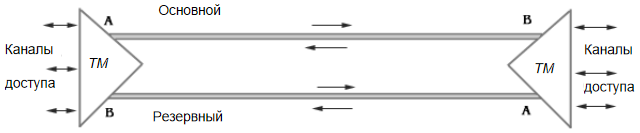 Основной
A
B
Каналы
доступа
TM
TM
Каналы
доступа
B
A
Резервный